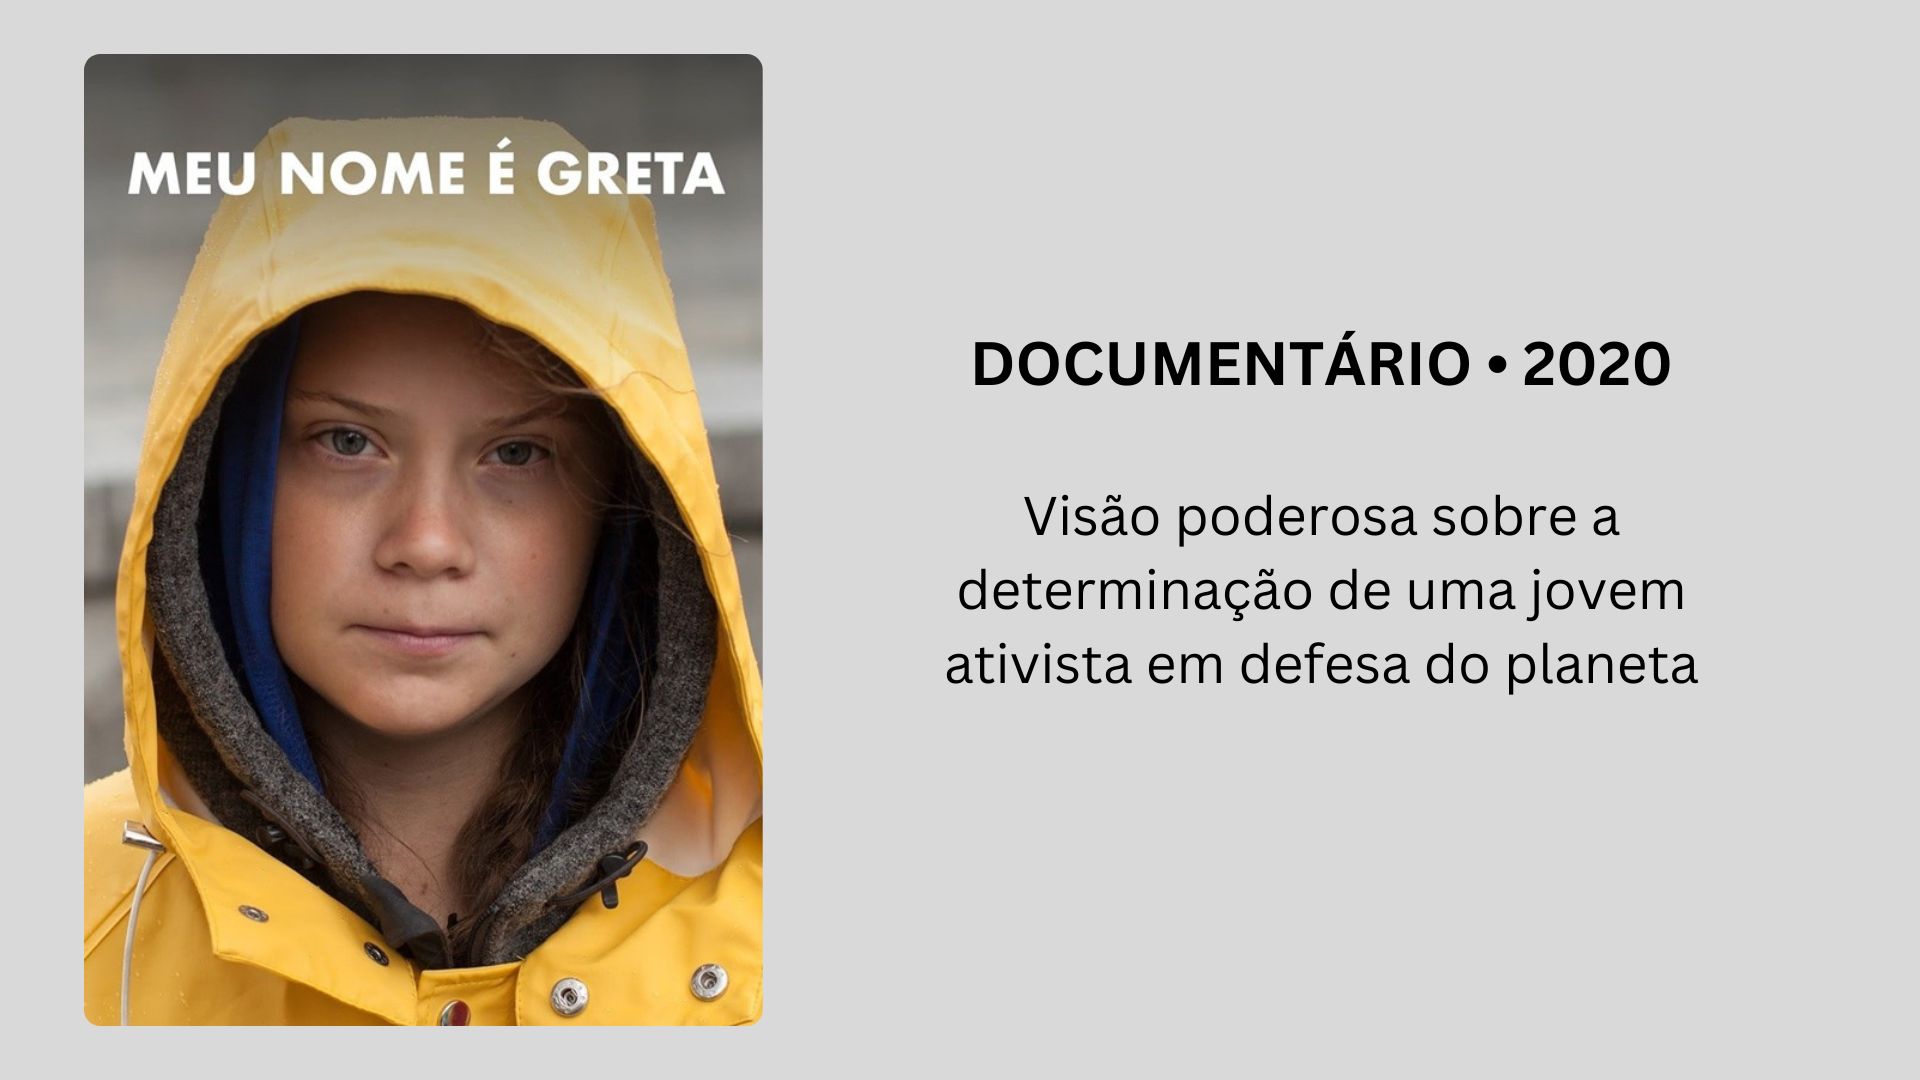 MEU NOME É GRETA
DOCUMENTÁRIO • 2020
Visão poderosa sobre a
determinação de uma jovem
ativista em defesa do planeta